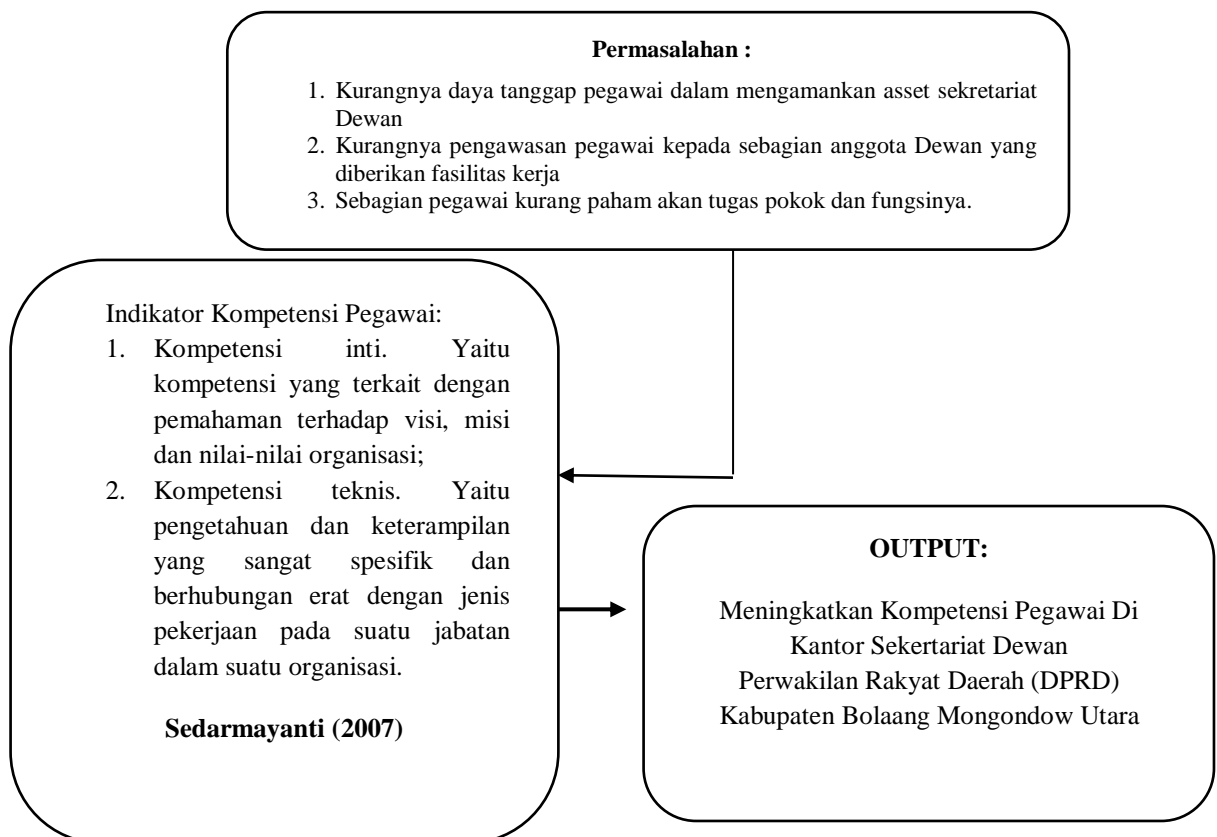 Permasalahan :
1. Kurangnya daya tanggap pegawai dalam mengamankan asset sekretariat
Dewan
2. Kurangnya pengawasan pegawai kepada sebagian anggota Dewan yang
diberikan fasilitas kerja
3. Sebagian pegawai kurang paham akan tugas pokok dan fungsinya.
Indikator Kompetensi Pegawai:
1. Kompetensi inti. Yaitu
kompetensi yang terkait dengan
pemahaman terhadap visi, misi
dan nilai-nilai organisasi;
2. Kompetensi teknis. Yaitu
pengetahuan dan keterampilan
yang sangat spesifik dan
berhubungan erat dengan jenis
pekerjaan pada suatu jabatan
dalam suatu organisasi.
Sedarmayanti (2007)
OUTPUT:
Meningkatkan Kompetensi Pegawai Di
Kantor Sekertariat Dewan
Perwakilan Rakyat Daerah (DPRD)
Kabupaten Bolaang Mongondow Utara